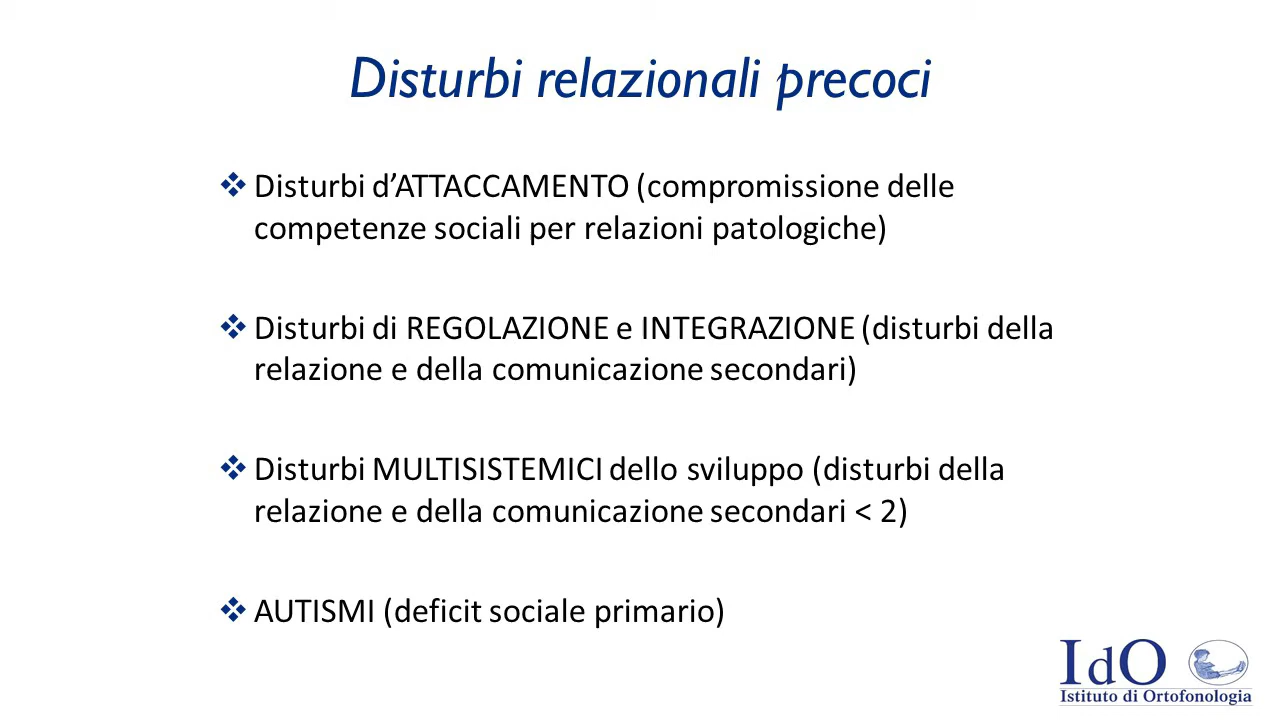 Disturbi relazionali precoci
❖ Disturbi d’ATTACCAMENTO (compromissione delle
competenze sociali per relazioni patologiche)
❖ Disturbi di REGOLAZIONE e INTEGRAZIONE (disturbi della
relazione e della comunicazione secondari)
❖ Disturbi MULTISISTEMICI dello sviluppo (disturbi della
relazione e della comunicazione secondari < 2)
❖ AUTISMI (deficit sociale primario)
IdO
Istituto di Ortofonologia